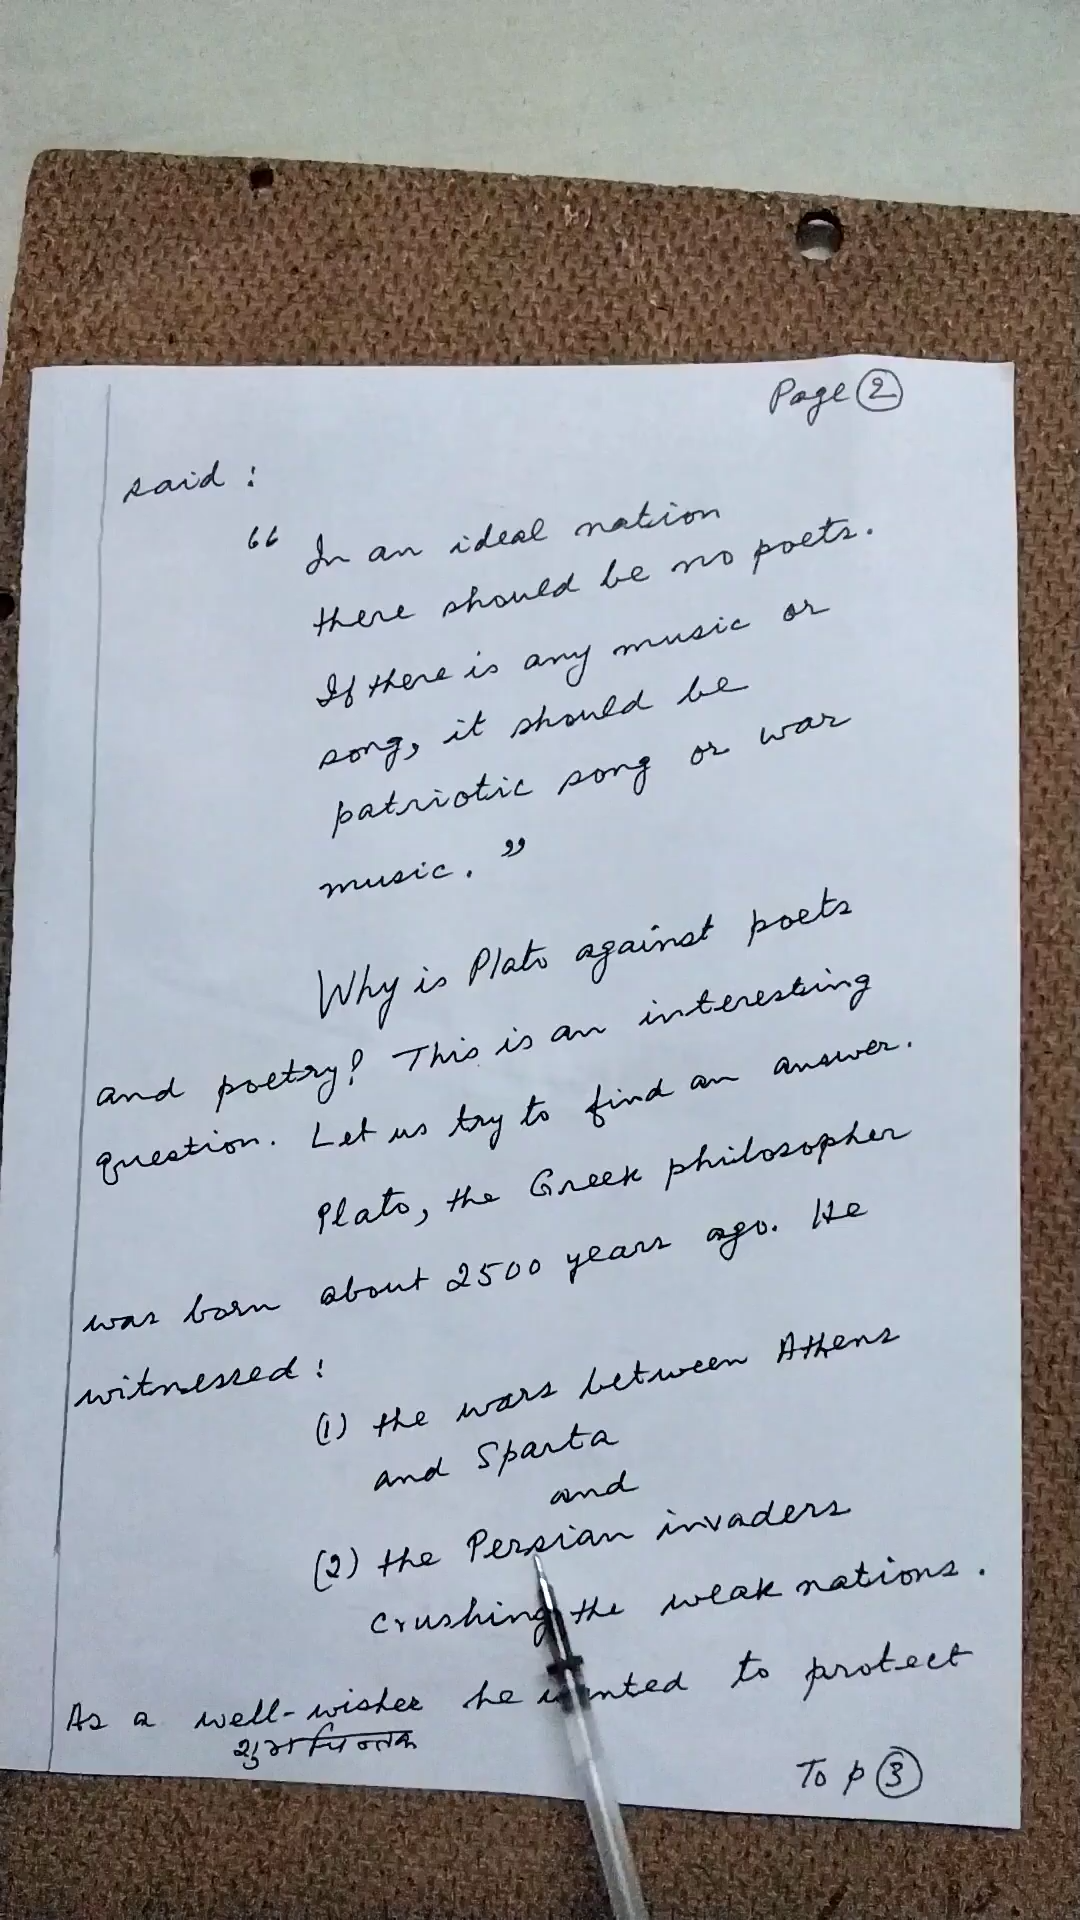 Page 2
said :
“ In an ideal nation
there should be no poets.
If there is any music or
song, it should be
patriotic song or war
music. ”
Why is Plato against poets
and poetry? This is an interesting
question. Let us try to find an answer.
Plato, the Greek philosopher
was born about 2500 years ago. He
witnessed :
(1) the wars between Athens
and Sparta
and
(2) the Persian invaders
crushing the weak nations.
As a well-wisher he wanted to protect
शुभचिन्तक
To p 3